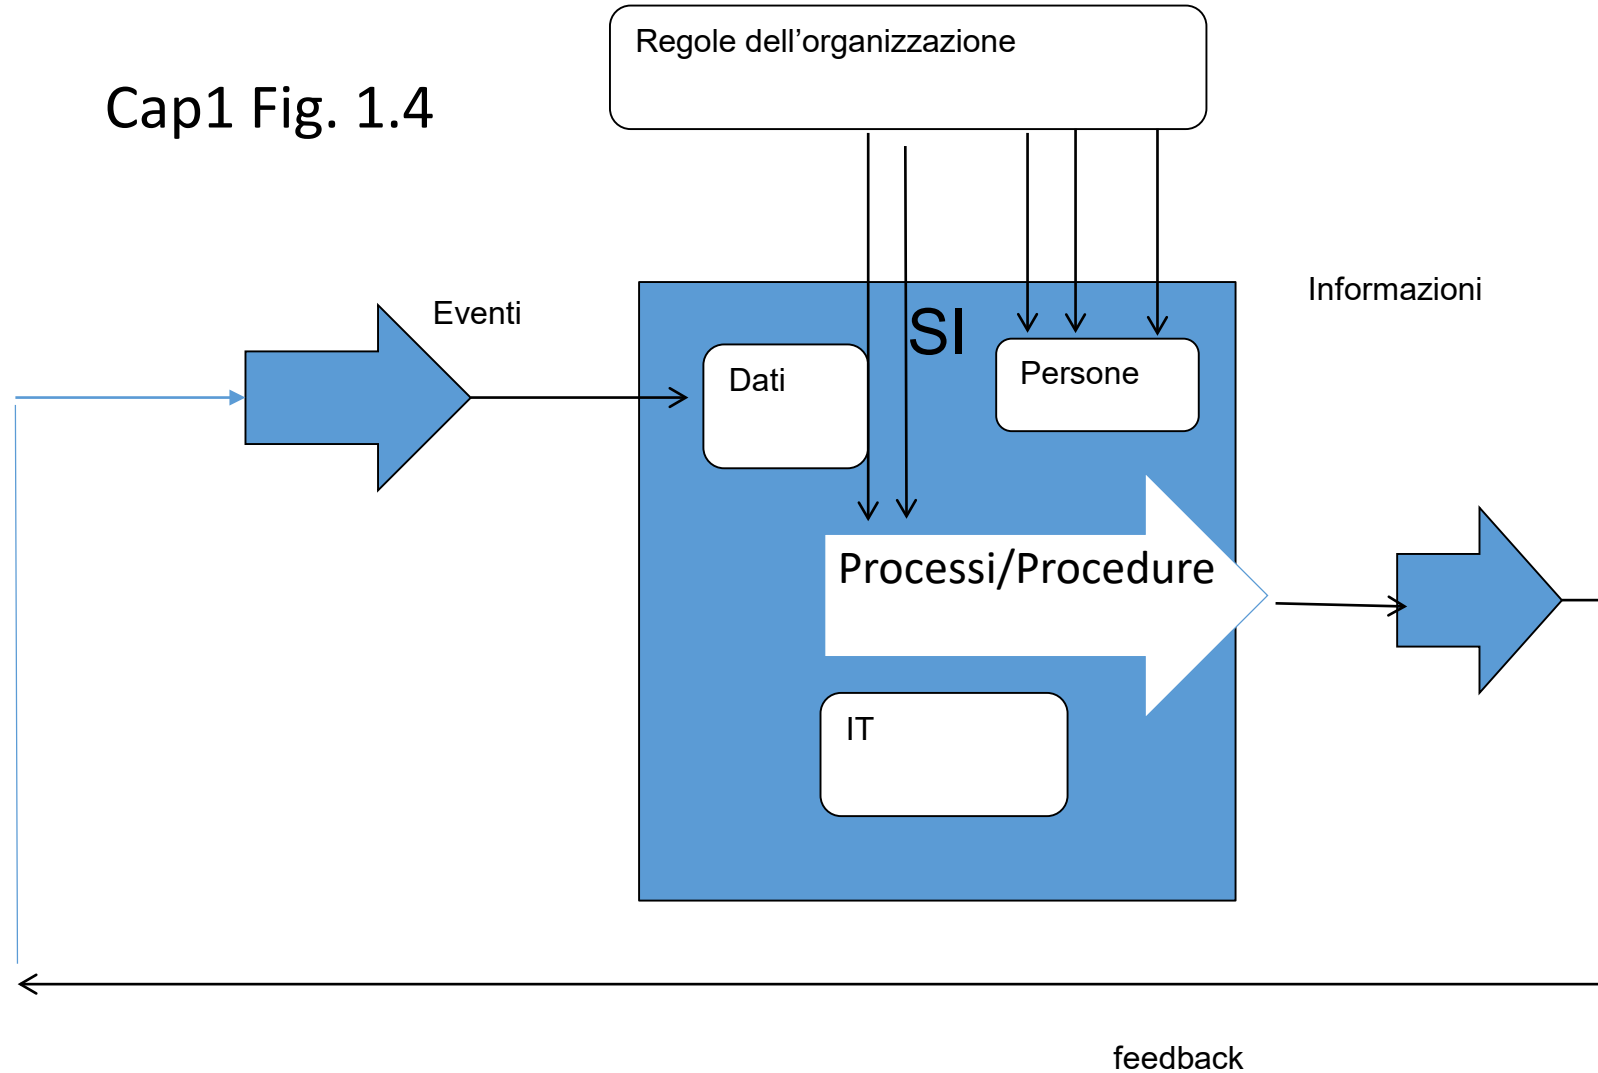 Regole dell’organizzazione
Cap1 Fig. 1.4
Informazioni
Eventi
SI
Dati
Persone
Processi/Procedure
IT
feedback